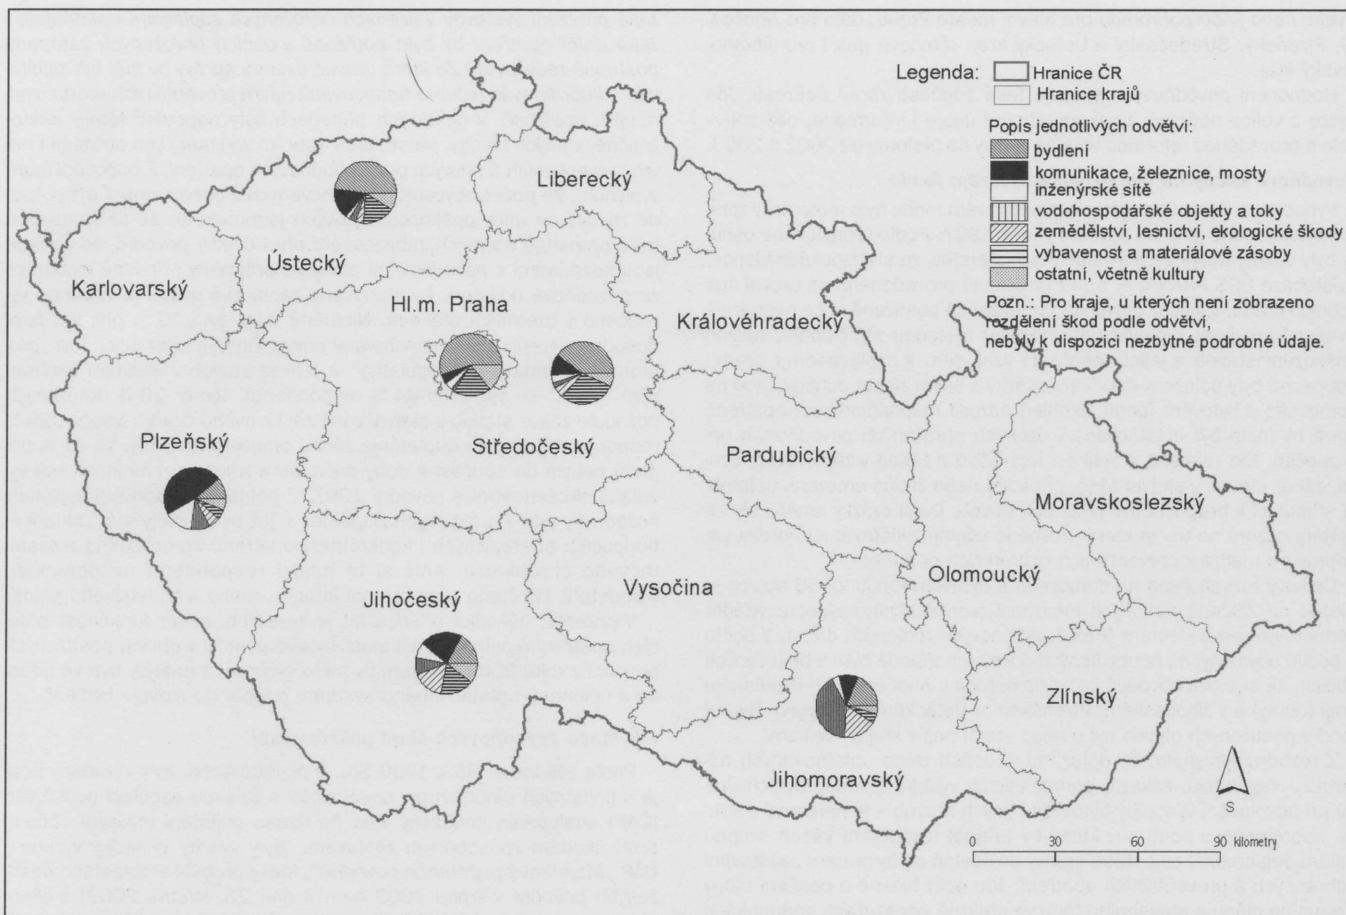 Legenda:
Hranice ČR
Hranice krajů
Popis jednotlivých odvětví:
bydlení
komunikace, železnice, mosty
inženýrské sítě
vodohospodářské objekty a toky
zemědělství, lesnictví, ekologické škody
vybavenost a materiálové zásoby
ostatní, včetně kultury
Pozn.: Pro kraje, u kterých není zobrazeno
rozdělení škod podle odvětví,
nebyly k dispozici nezbytné podrobné údaje.
Liberecký
Ústecký
Karlovarský
Hl. m. Praha
Královéhradecký
Plzeňský
Středočeský
Pardubický
Moravskoslezský
Olomoucký
Vysočina
Jihočeský
Zlínský
Jihomoravský
S
0 30 60 90 kilometry